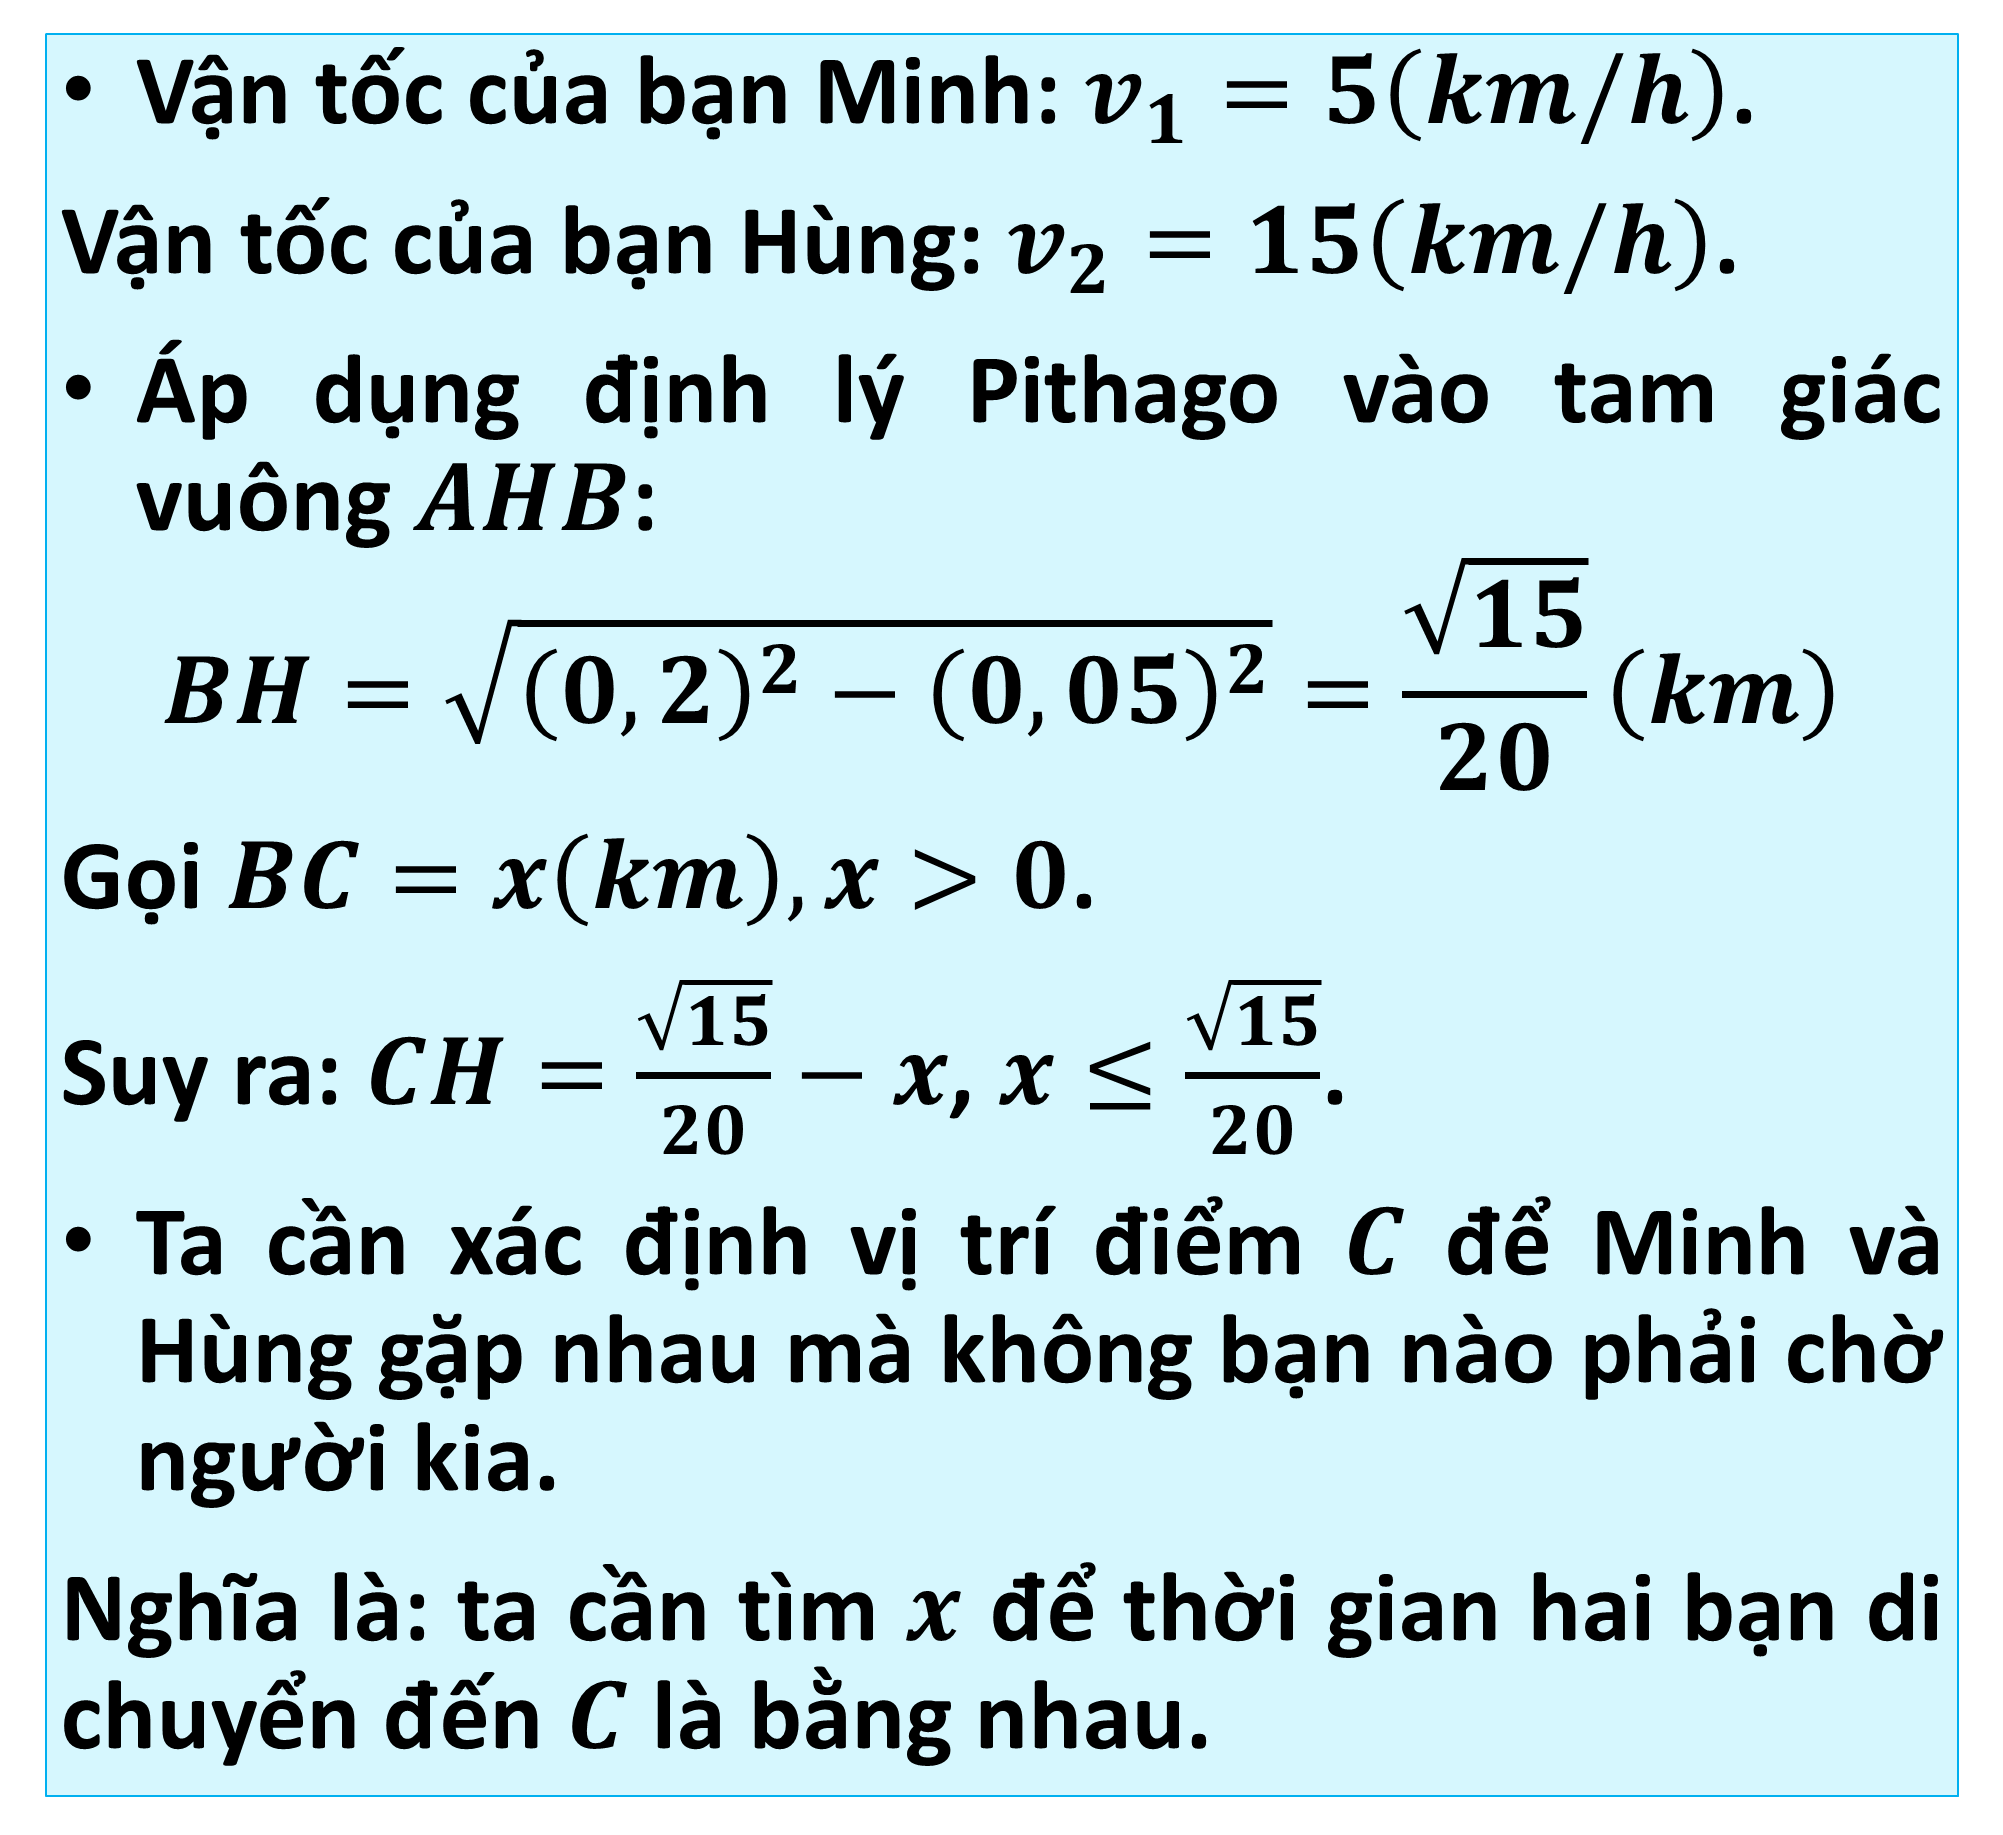 • Vận tốc của bạn Minh: v₁ = 5(km/h).
Vận tốc của bạn Hùng: v₂ = 15(km/h).
• Áp dụng định lý Pithago vào tam giác
vuông AHB:
BH = √((0,2)² − (0,05)²) = √15/20 (km)
Gọi BC = x(km), x > 0.
Suy ra: CH = √15/20 − x, x ≤ √15/20.
• Ta cần xác định vị trí điểm C để Minh và
Hùng gặp nhau mà không bạn nào phải chờ
người kia.
Nghĩa là: ta cần tìm x để thời gian hai bạn di
chuyển đến C là bằng nhau.